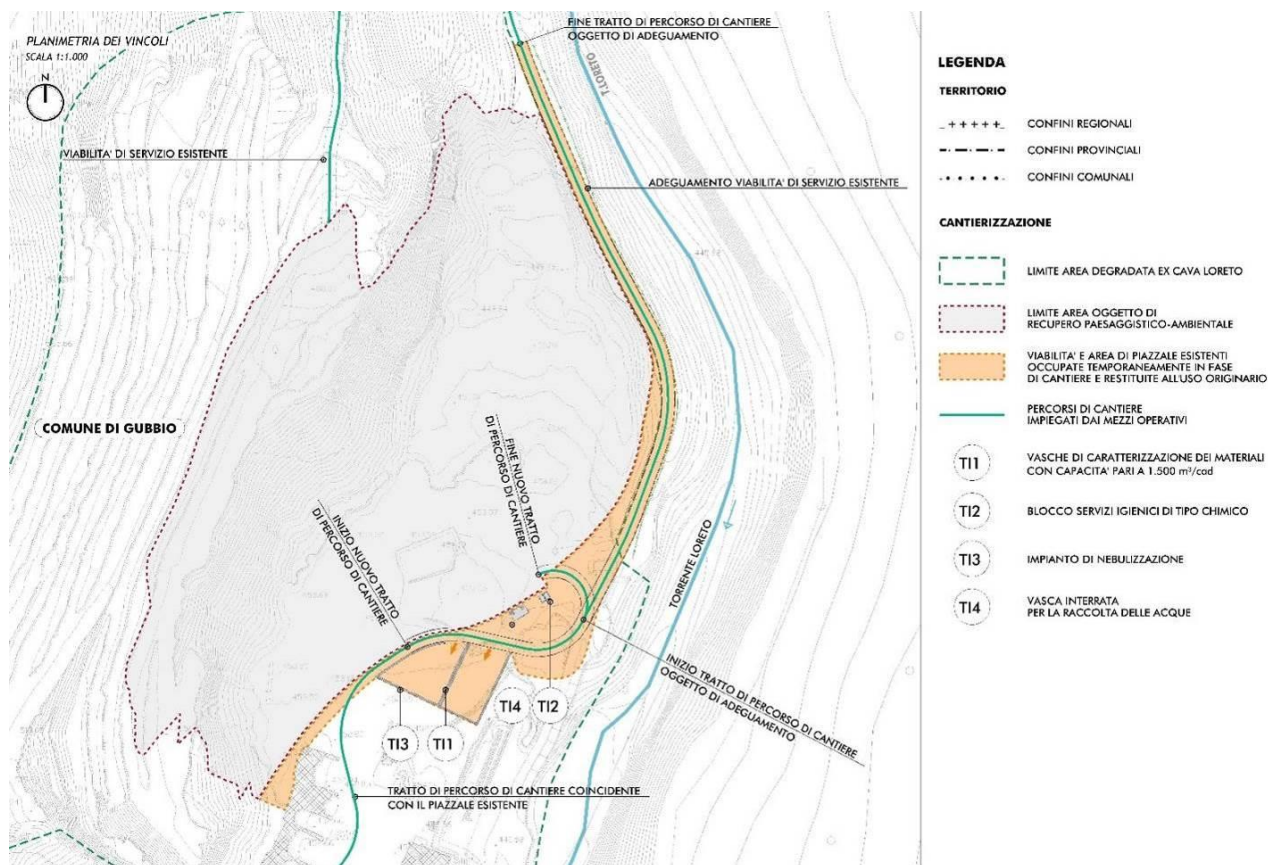 PLANIMETRIA DEI VINCOLI
SCALA 1:1.000
N
FINE TRATTO DI PERCORSO DI CANTIERE
OGGETTO DI ADEGUAMENTO
T.LORETO
VIABILITA' DI SERVIZIO ESISTENTE
ADEGUAMENTO VIABILITA' DI SERVIZIO ESISTENTE
COMUNE DI GUBBIO
FINE NUOVO TRATTO
DI PERCORSO DI CANTIERE
INIZIO NUOVO TRATTO
DI PERCORSO DI CANTIERE
TORRENTE LORETO
INIZIO TRATTO DI PERCORSO DI CANTIERE
OGGETTO DI ADEGUAMENTO
TI3
TI1
TI4
TI2
TRATTO DI PERCORSO DI CANTIERE COINCIDENTE
CON IL PIAZZALE ESISTENTE
LEGENDA
TERRITORIO
CONFINI REGIONALI
CONFINI PROVINCIALI
CONFINI COMUNALI
CANTIERIZZAZIONE
LIMITE AREA DEGRADATA EX CAVA LORETO
LIMITE AREA OGGETTO DI
RECUPERO PAESAGGISTICO-AMBIENTALE
VIABILITA' E AREA DI PIAZZALE ESISTENTI
OCCUPATE TEMPORANEAMENTE IN FASE
DI CANTIERE E RESTITUITE ALL'USO ORIGINARIO
PERCORSI DI CANTIERE
IMPIEGATI DAI MEZZI OPERATIVI
TI1
VASCHE DI CARATTERIZZAZIONE DEI MATERIALI
CON CAPACITA' PARI A 1.500 m³/cad
TI2
BLOCCO SERVIZI IGIENICI DI TIPO CHIMICO
TI3
IMPIANTO DI NEBULIZZAZIONE
TI4
VASCA INTERRATA
PER LA RACCOLTA DELLE ACQUE